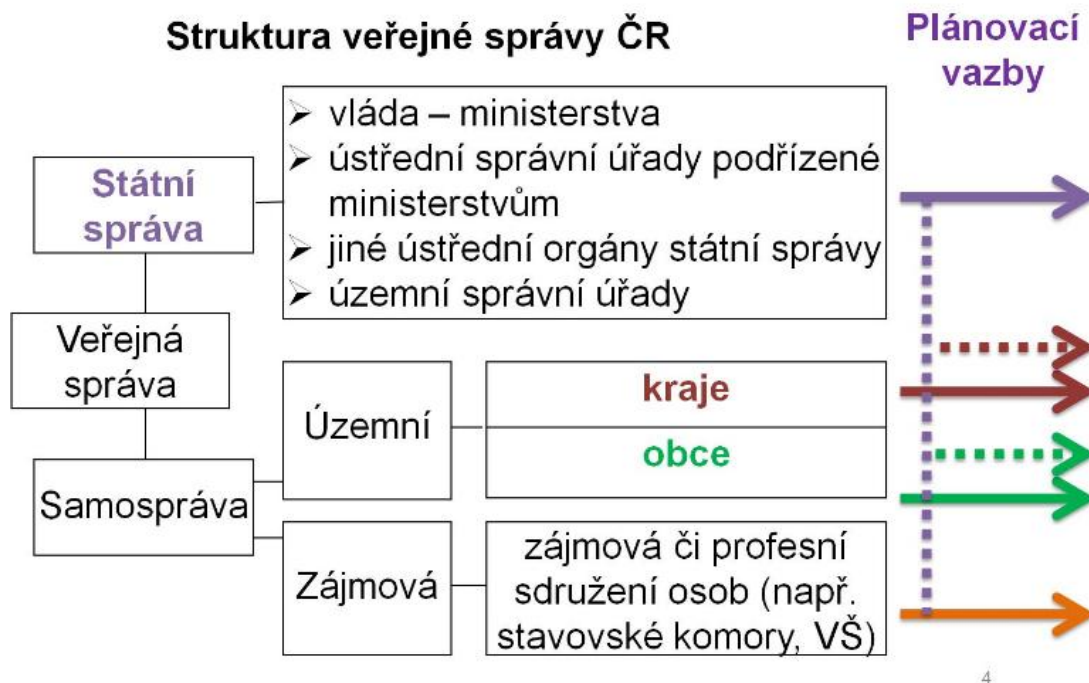 Struktura veřejné správy ČR
Plánovací
vazby
Státní
správa
➢ vláda – ministerstva
➢ ústřední správní úřady podřízené
ministerstvům
➢ jiné ústřední orgány státní správy
➢ územní správní úřady
Veřejná
správa
Samospráva
Územní
kraje
obce
Zájmová
zájmová či profesní
sdružení osob (např.
stavovské komory, VŠ)
4